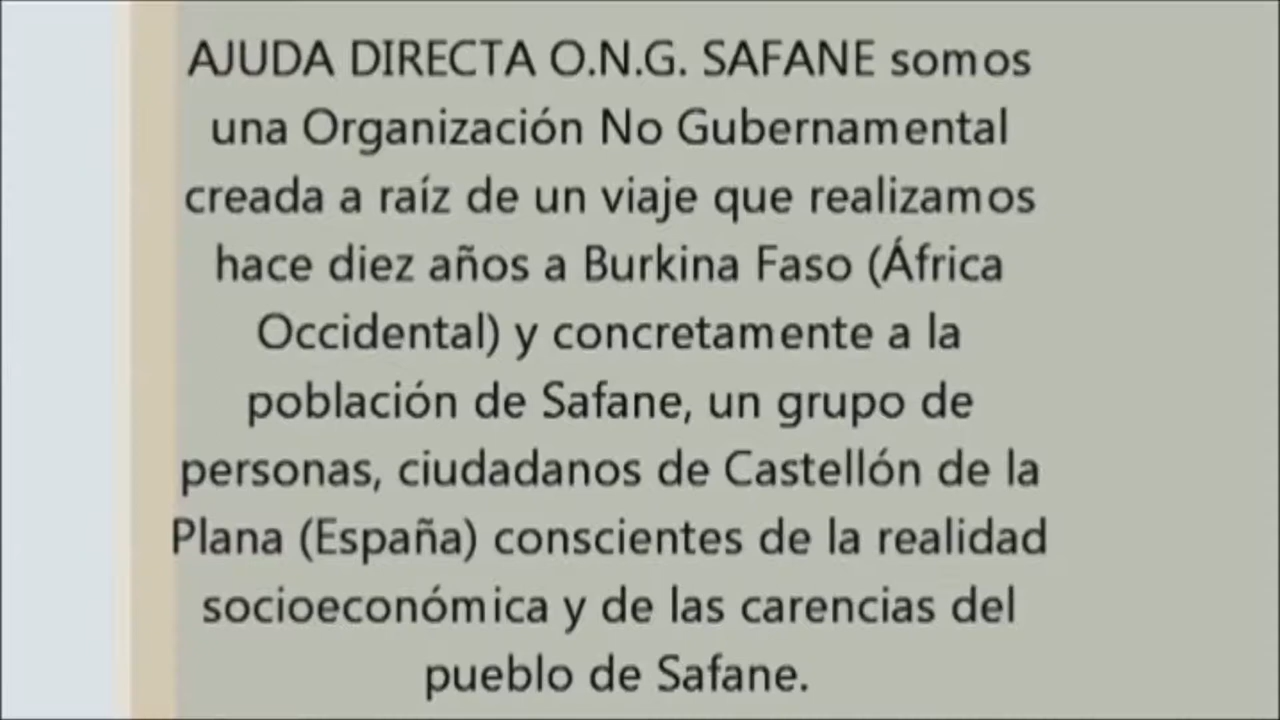 AJUDA DIRECTA O.N.G. SAFANE somos
una Organización No Gubernamental
creada a raíz de un viaje que realizamos
hace diez años a Burkina Faso (África
Occidental) y concretamente a la
población de Safane, un grupo de
personas, ciudadanos de Castellón de la
Plana (España) conscientes de la realidad
socioeconómica y de las carencias del
pueblo de Safane.